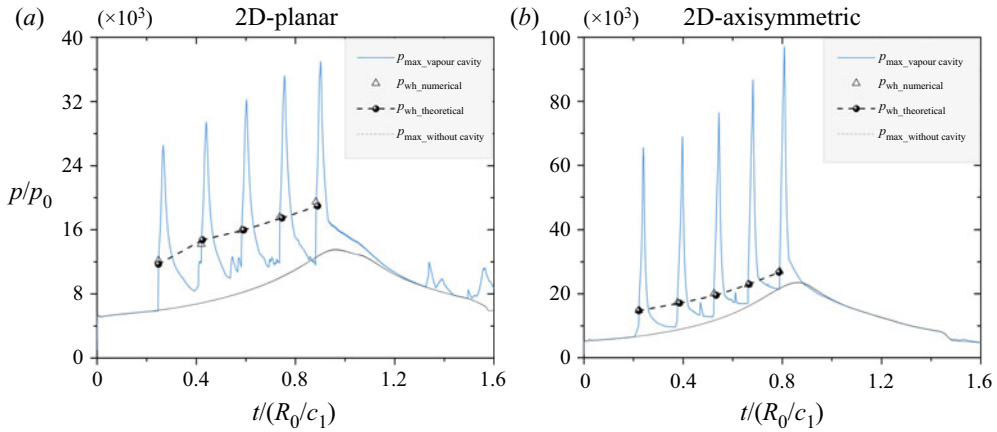 (a) (×10³) 2D-planar
40
32
24
16
8
0
p/p₀
p_max_vapour cavity
p_wh_numerical
p_wh_theoretical
p_max_without cavity
0 0.4 0.8 1.2 1.6
t/(R₀/c₁)
(b) (×10³) 2D-axisymmetric
100
80
60
40
20
0
p_max_vapour cavity
p_wh_numerical
p_wh_theoretical
p_max_without cavity
0 0.4 0.8 1.2 1.6
t/(R₀/c₁)